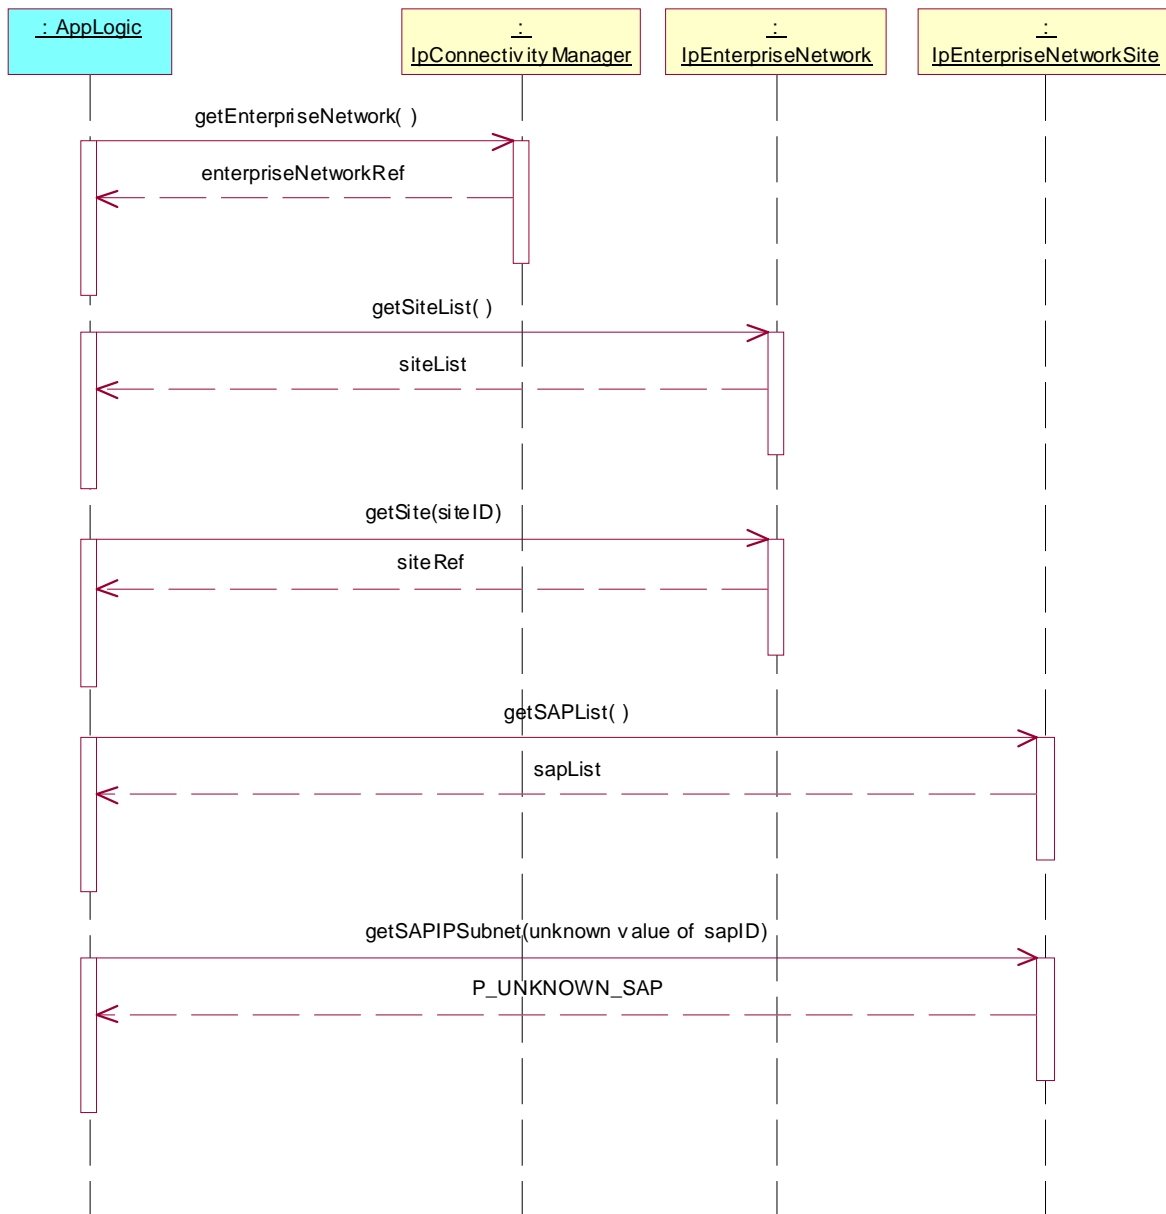 : AppLogic
:
IpConnectivityManager
:
IpEnterpriseNetwork
:
IpEnterpriseNetworkSite
getEnterpriseNetwork( )
enterpriseNetworkRef
getSiteList( )
siteList
getSite(siteID)
siteRef
getSAPList( )
sapList
getSAPIPSubnet(unknown value of sapID)
P_UNKNOWN_SAP